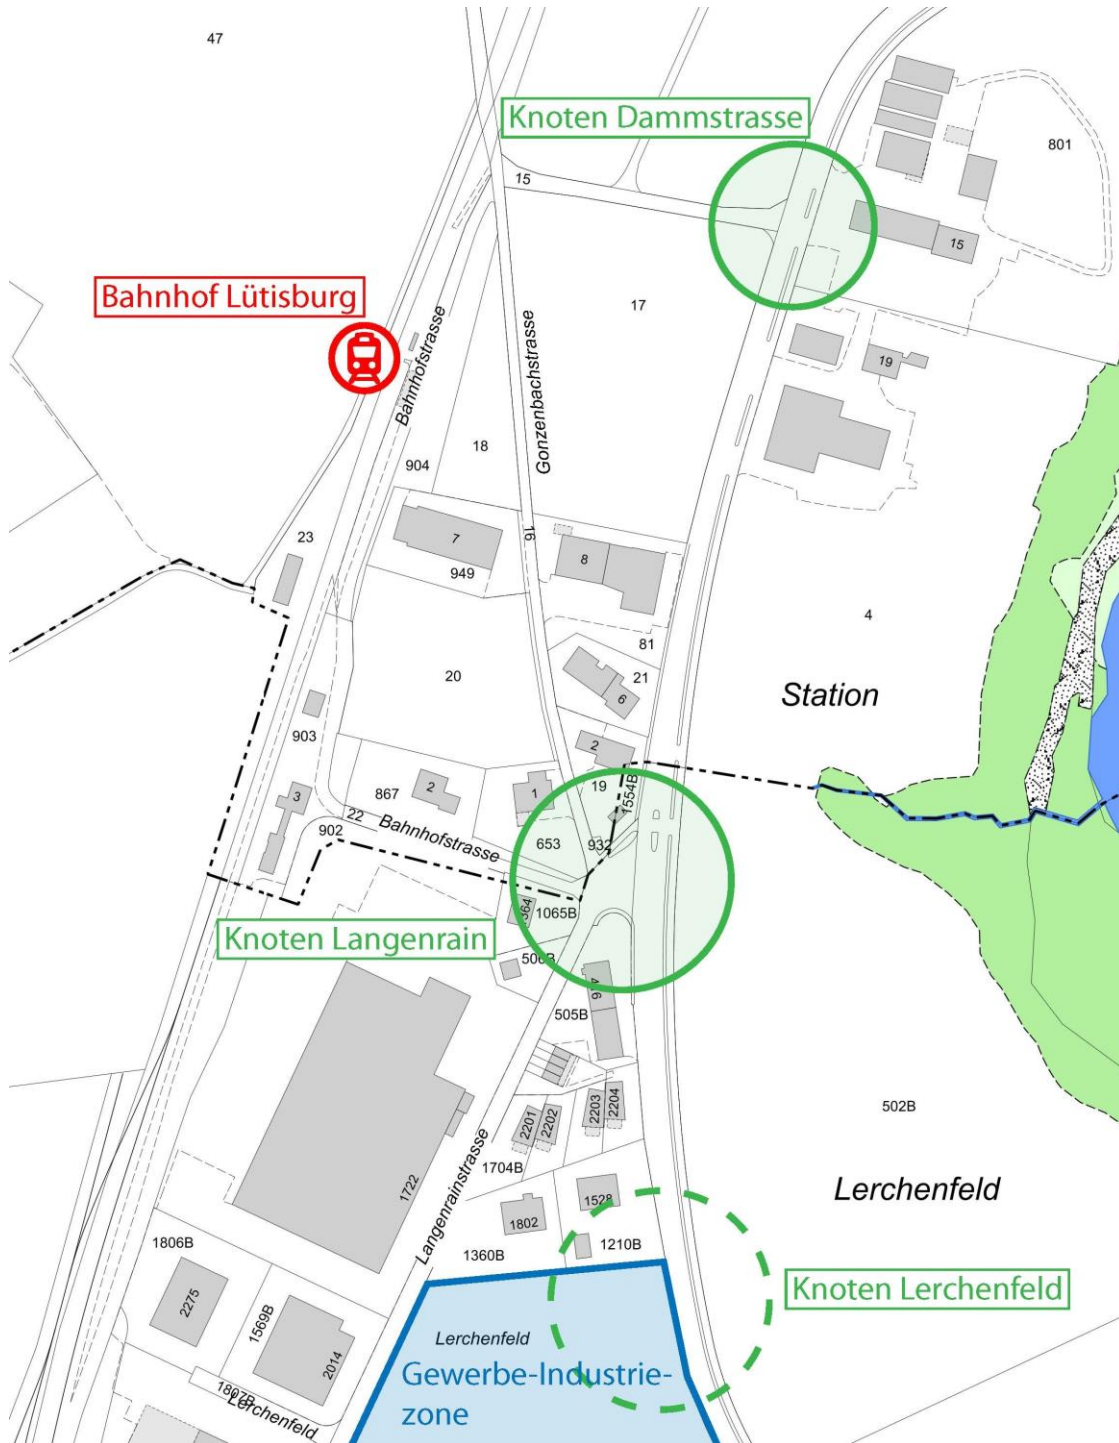 47
Knoten Dammstrasse
801
15
15
Bahnhof Lütisburg
17
Bahnhofstrasse
Gonzenbachstrasse
19
18
904
16
23
7
8
949
4
81
20
21
6
Station
903
2
19
1554B
867
2
1
3
22
902
Bahnhofstrasse
653
932
1065B
Knoten Langenrain
506B
505B
502B
2201
2202
2203
2204
1704B
Lerchenfeld
1722
Langenrainstrasse
1528
1802
1806B
1360B
1210B
Knoten Lerchenfeld
2275
1569B
Lerchenfeld
2014
Gewerbe-Industrie-
zone
1807B
Lerchenfeld